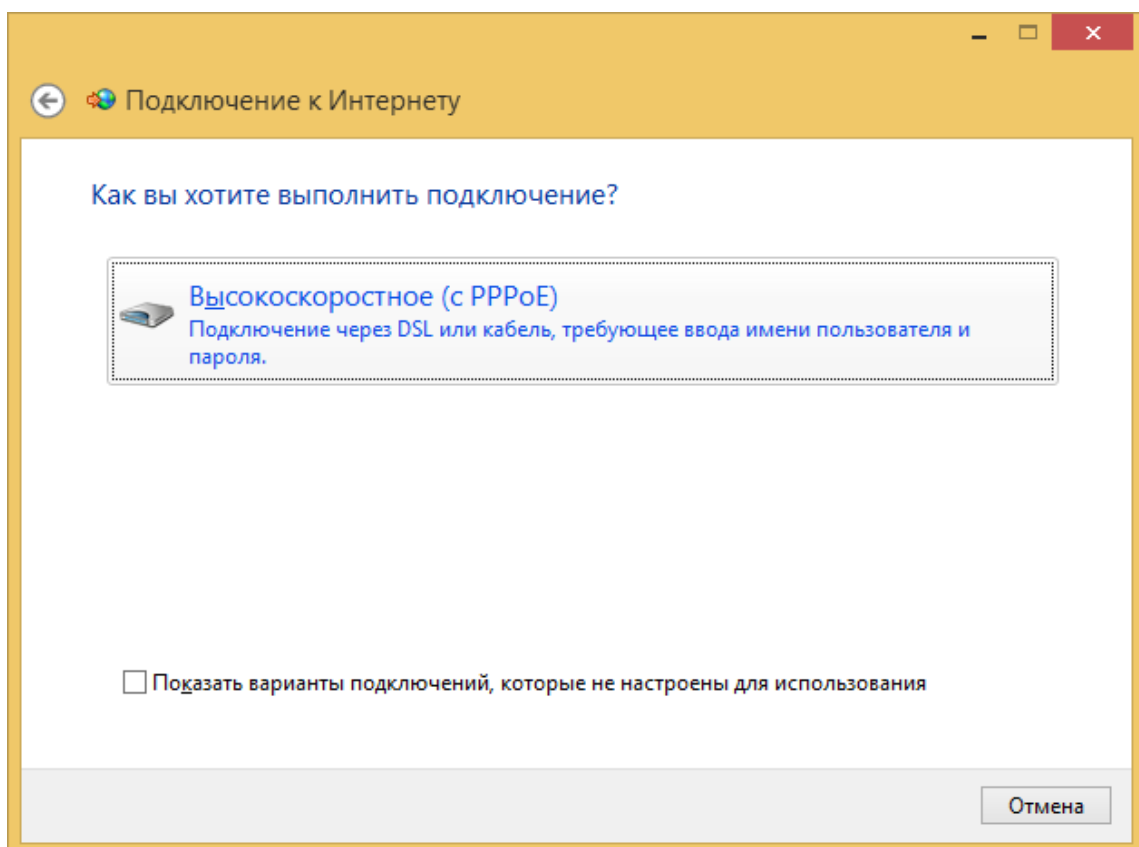 Подключение к Интернету
Как вы хотите выполнить подключение?
Высокоскоростное (с PPPoE)
Подключение через DSL или кабель, требующее ввода имени пользователя и
пароля.
Показать варианты подключений, которые не настроены для использования
Отмена